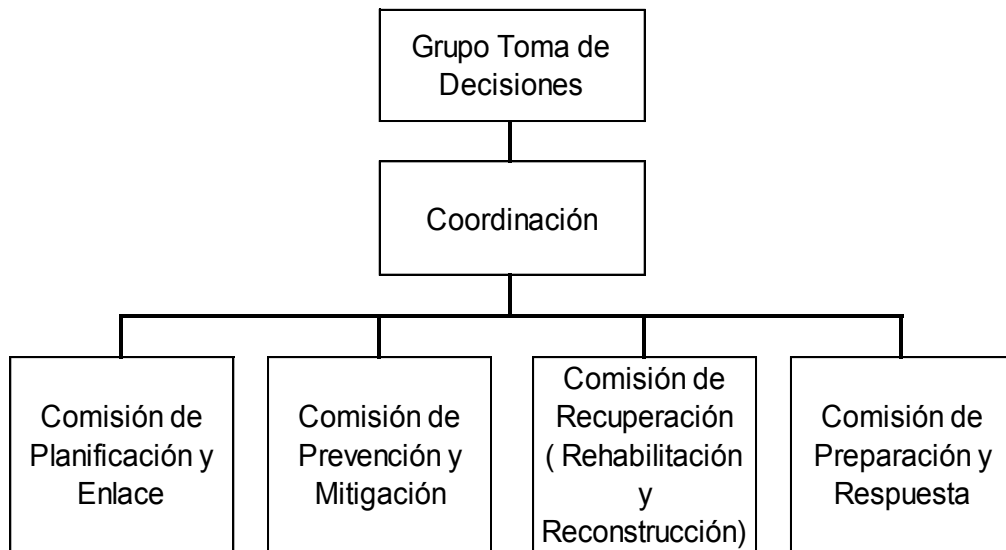 Grupo Toma de
Decisiones
Coordinación
Comisión de
Planificación y
Enlace
Comisión de
Prevención y
Mitigación
Comisión de
Recuperación
( Rehabilitación
y
Reconstrucción)
Comisión de
Preparación y
Respuesta